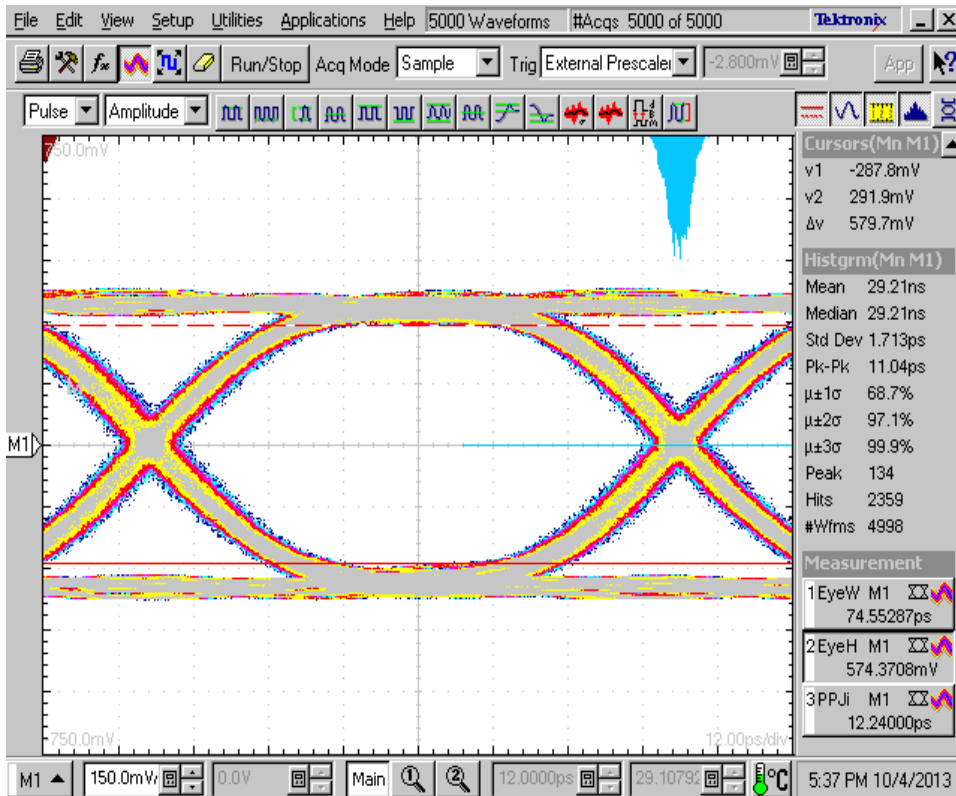 File Edit View Setup Utilities Applications Help 5000 Waveforms #Acqs 5000 of 5000 Tektronix
Run/Stop Acq Mode Sample Trig External Prescaler -2.800mV App
Pulse Amplitude
750.0mV
Cursors(Mn M1)
v1 -287.8mV
v2 291.9mV
Δv 579.7mV
Histgrm(Mn M1)
Mean 29.21ns
Median 29.21ns
Std Dev 1.713ps
Pk-Pk 11.04ps
μ±1σ 68.7%
μ±2σ 97.1%
μ±3σ 99.9%
Peak 134
Hits 2359
#Wfms 4998
M1
Measurement
1 EyeW M1
74.55287ps
2 EyeH M1
574.3708mV
3 PPJi M1
12.24000ps
-750.0mV 12.00ps/div
M1 150.0mV/ 0.0V Main 1 2 12.0000ps 29.10792 °C 5:37 PM 10/4/2013